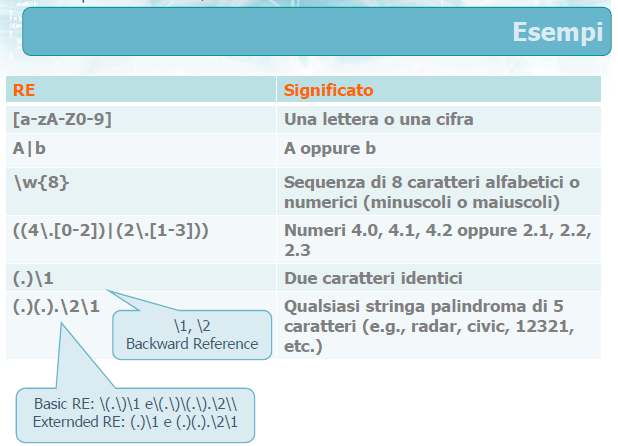 Esempi
RE Significato
[a-zA-Z0-9] Una lettera o una cifra
A|b A oppure b
\w{8} Sequenza di 8 caratteri alfabetici o
numerici (minuscoli o maiuscoli)
((4\.[0-2])|(2\.[1-3])) Numeri 4.0, 4.1, 4.2 oppure 2.1, 2.2,
2.3
(.)\1 Due caratteri identici
(.)(.).\2\1 Qualsiasi stringa palindroma di 5
caratteri (e.g., radar, civic, 12321,
etc.)
\1, \2
Backward Reference
Basic RE: \(.\)\1 e\(.\)\(.\).\2\\
Externded RE: (.)\1 e (.)(.).\2\1